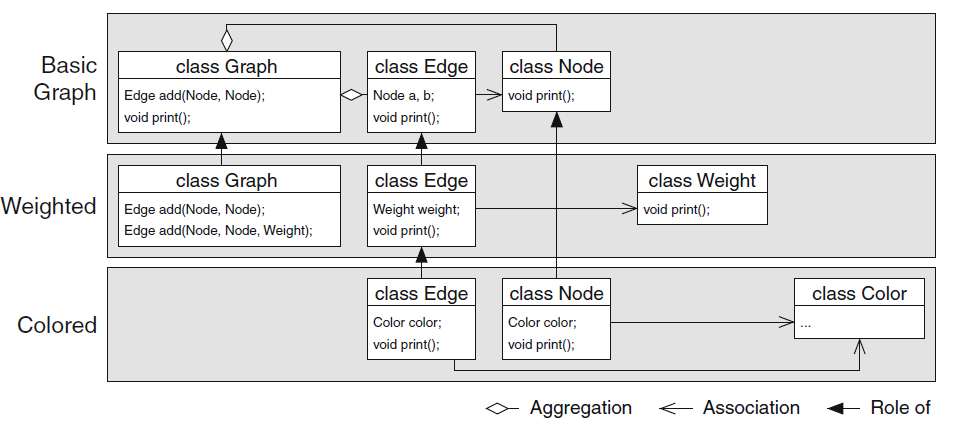 Basic
Graph
class Graph
Edge add(Node, Node);
void print();
class Edge
Node a, b;
void print();
class Node
void print();
Weighted
class Graph
Edge add(Node, Node);
Edge add(Node, Node, Weight);
class Edge
Weight weight;
void print();
class Weight
void print();
Colored
class Edge
Color color;
void print();
class Node
Color color;
void print();
class Color
...
Aggregation
Association
Role of